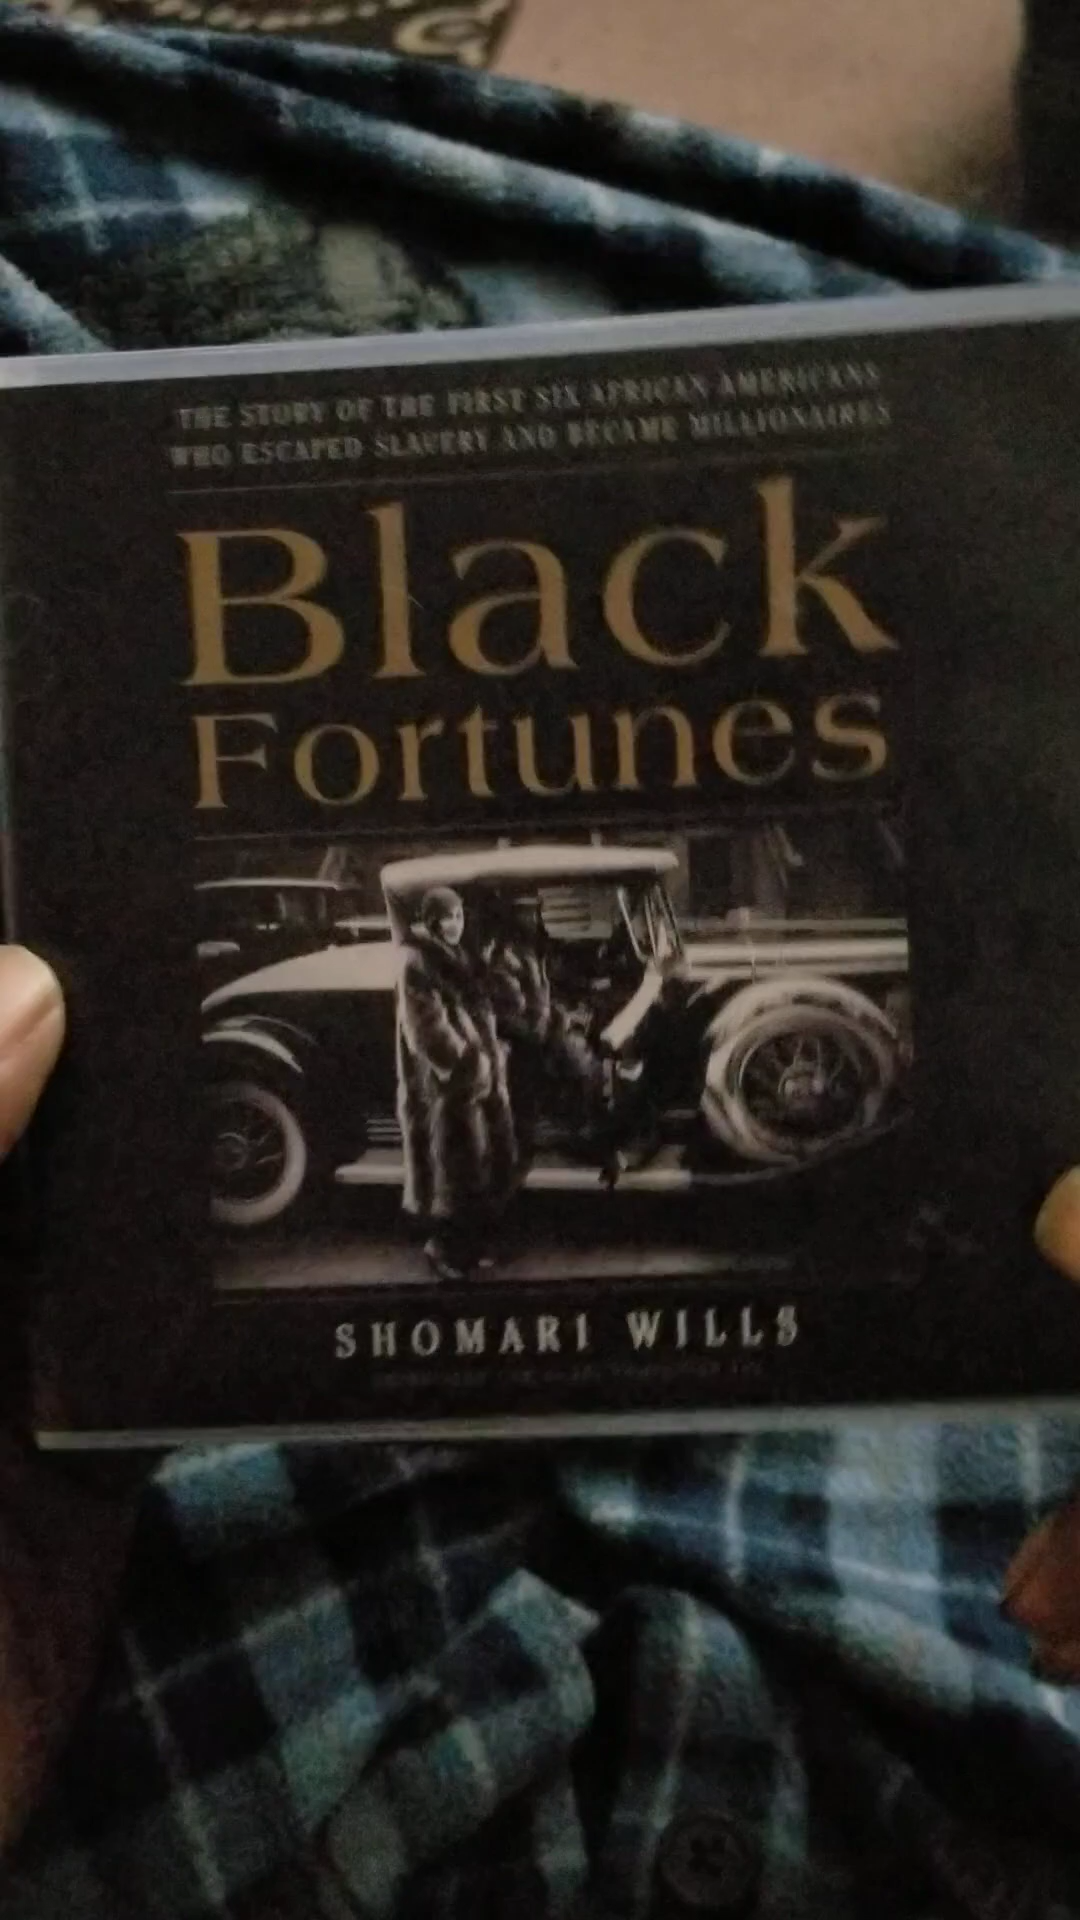 THE STORY OF THE FIRST SIX AFRICAN AMERICANS
WHO ESCAPED SLAVERY AND BECAME MILLIONAIRES
Black
Fortunes
SHOMARI WILLS